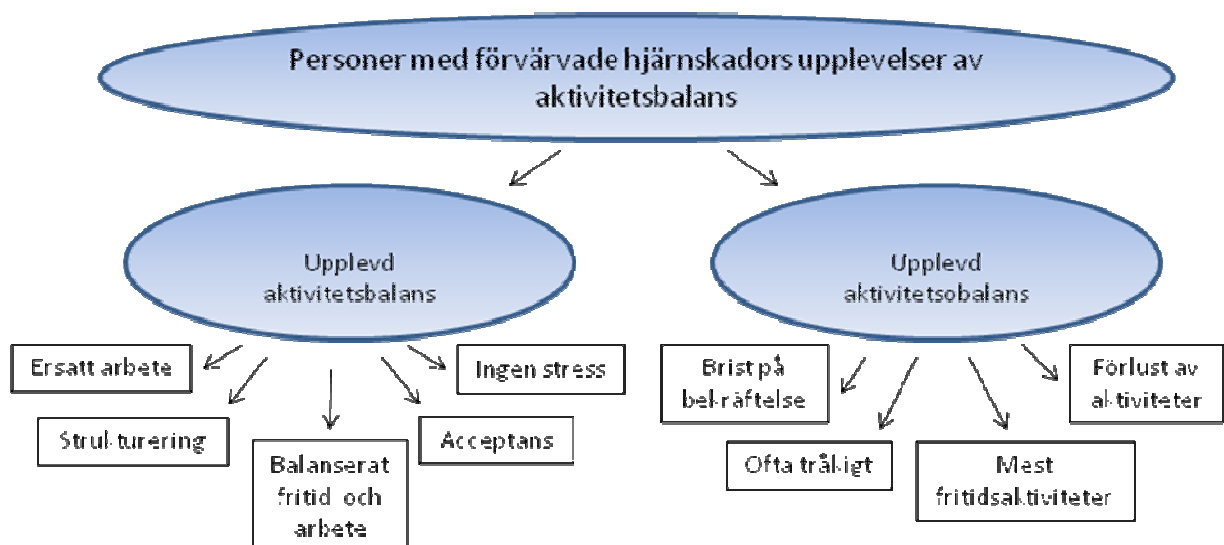 Personer med förvärvade hjärnskadors upplevelser av
aktivitetsbalans
Upplevd
aktivitetsbalans
Upplevd
aktivitetsobalans
Ersatt arbete
Strukturering
Balanserat
fritid och
arbete
Acceptans
Ingen stress
Brist på
bekräftelse
Ofta tråkigt
Mest
fritidsaktiviteter
Förlust av
aktiviteter